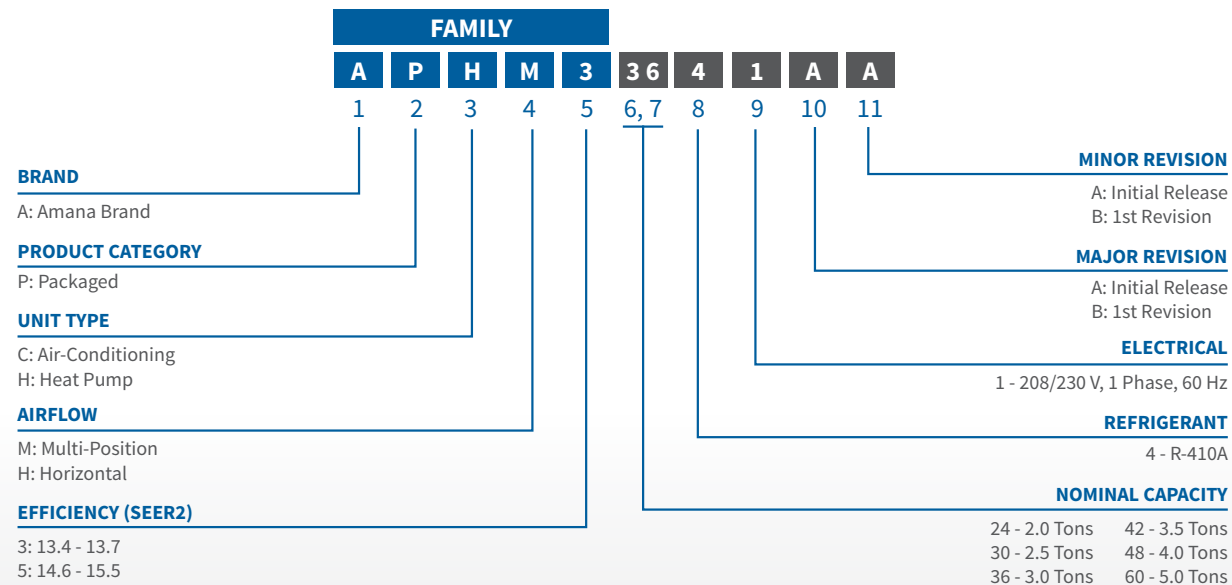 FAMILY
A P H M 3 3 6 4 1 A A
1 2 3 4 5 6, 7 8 9 10 11
BRAND
A: Amana Brand
PRODUCT CATEGORY
P: Packaged
UNIT TYPE
C: Air-Conditioning
H: Heat Pump
AIRFLOW
M: Multi-Position
H: Horizontal
EFFICIENCY (SEER2)
3: 13.4 - 13.7
5: 14.6 - 15.5
MINOR REVISION
A: Initial Release
B: 1st Revision
MAJOR REVISION
A: Initial Release
B: 1st Revision
ELECTRICAL
1 - 208/230 V, 1 Phase, 60 Hz
REFRIGERANT
4 - R-410A
NOMINAL CAPACITY
24 - 2.0 Tons 42 - 3.5 Tons
30 - 2.5 Tons 48 - 4.0 Tons
36 - 3.0 Tons 60 - 5.0 Tons